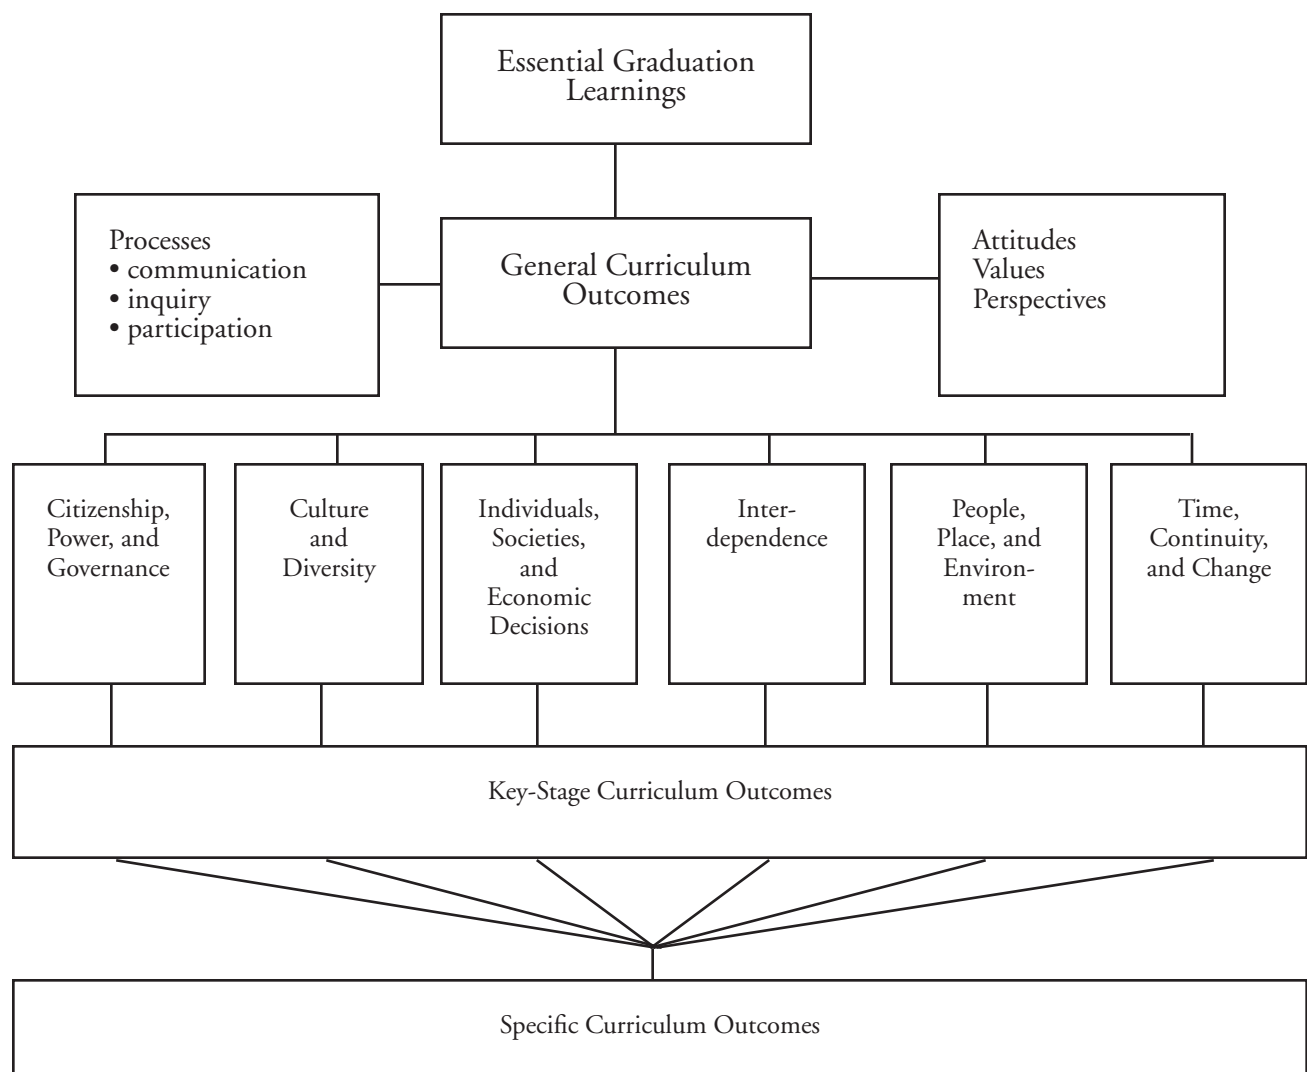 Essential Graduation
Learnings
Processes
• communication
• inquiry
• participation
General Curriculum
Outcomes
Attitudes
Values
Perspectives
Citizenship,
Power, and
Governance
Culture
and
Diversity
Individuals,
Societies,
and
Economic
Decisions
Inter-
dependence
People,
Place, and
Environ-
ment
Time,
Continuity,
and Change
Key-Stage Curriculum Outcomes
Specific Curriculum Outcomes